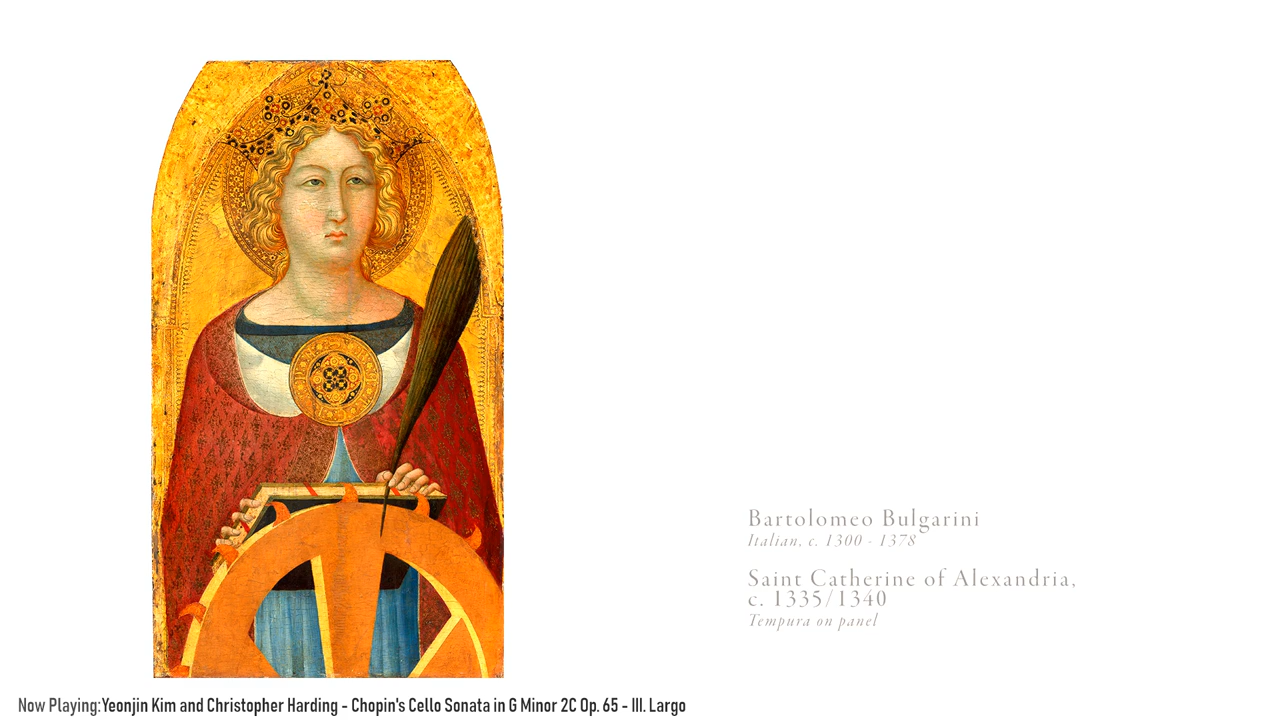 Bartolomeo Bulgarini
Italian, c. 1300 - 1378
Saint Catherine of Alexandria,
c. 1335/1340
Tempura on panel
Now Playing:Yeonjin Kim and Christopher Harding - Chopin's Cello Sonata in G Minor 2C Op. 65 - III. Largo